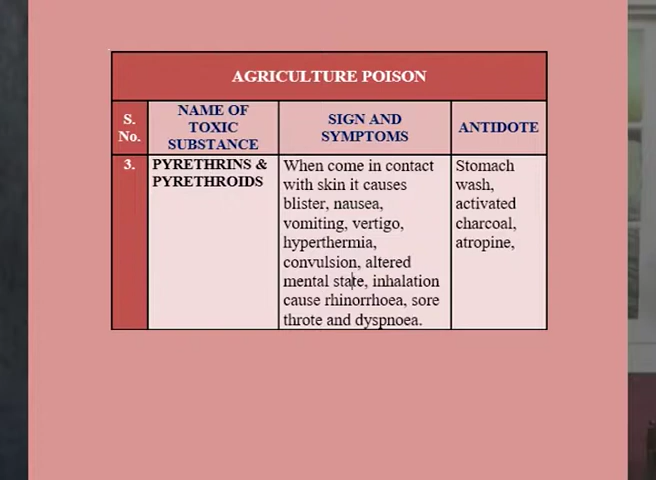 AGRICULTURE POISON
S.
No.
NAME OF
TOXIC
SUBSTANCE
SIGN AND
SYMPTOMS
ANTIDOTE
3.
PYRETHRINS &
PYRETHROIDS
When come in contact
with skin it causes
blister, nausea,
vomiting, vertigo,
hyperthermia,
convulsion, altered
mental state, inhalation
cause rhinorrhoea, sore
throte and dyspnoea.
Stomach
wash,
activated
charcoal,
atropine,